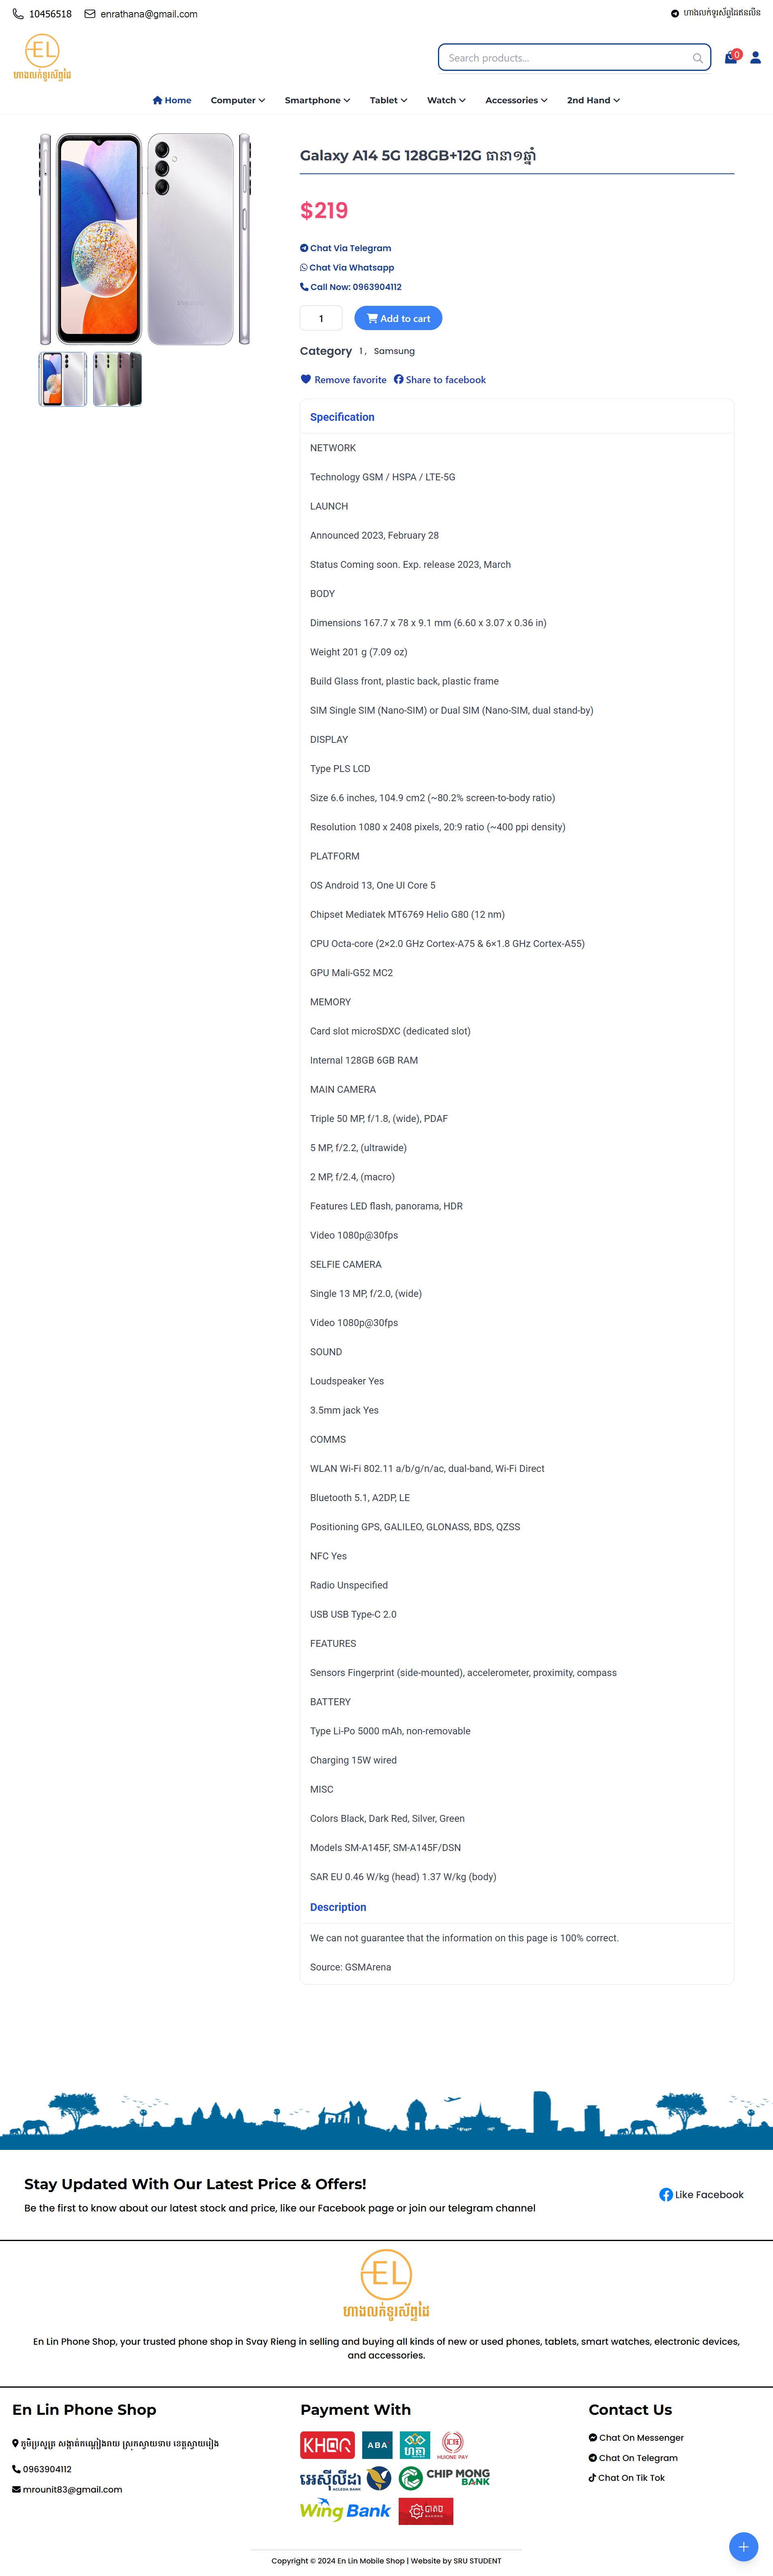 10456518 enrathana@gmail.com ហាងលក់ទូរស័ព្ទដៃឥនលីន
EL
ហាងលក់ទូរស័ព្ទដៃ
Search products...
0
Home Computer Smartphone Tablet Watch Accessories 2nd Hand
Galaxy A14 5G 128GB+12G ធានា១ឆ្នាំ
$219
Chat Via Telegram
Chat Via Whatsapp
Call Now: 0963904112
1 Add to cart
Category 1 , Samsung
Remove favorite Share to facebook
Specification
NETWORK
Technology GSM / HSPA / LTE-5G
LAUNCH
Announced 2023, February 28
Status Coming soon. Exp. release 2023, March
BODY
Dimensions 167.7 x 78 x 9.1 mm (6.60 x 3.07 x 0.36 in)
Weight 201 g (7.09 oz)
Build Glass front, plastic back, plastic frame
SIM Single SIM (Nano-SIM) or Dual SIM (Nano-SIM, dual stand-by)
DISPLAY
Type PLS LCD
Size 6.6 inches, 104.9 cm2 (~80.2% screen-to-body ratio)
Resolution 1080 x 2408 pixels, 20:9 ratio (~400 ppi density)
PLATFORM
OS Android 13, One UI Core 5
Chipset Mediatek MT6769 Helio G80 (12 nm)
CPU Octa-core (2×2.0 GHz Cortex-A75 & 6×1.8 GHz Cortex-A55)
GPU Mali-G52 MC2
MEMORY
Card slot microSDXC (dedicated slot)
Internal 128GB 6GB RAM
MAIN CAMERA
Triple 50 MP, f/1.8, (wide), PDAF
5 MP, f/2.2, (ultrawide)
2 MP, f/2.4, (macro)
Features LED flash, panorama, HDR
Video 1080p@30fps
SELFIE CAMERA
Single 13 MP, f/2.0, (wide)
Video 1080p@30fps
SOUND
Loudspeaker Yes
3.5mm jack Yes
COMMS
WLAN Wi-Fi 802.11 a/b/g/n/ac, dual-band, Wi-Fi Direct
Bluetooth 5.1, A2DP, LE
Positioning GPS, GALILEO, GLONASS, BDS, QZSS
NFC Yes
Radio Unspecified
USB USB Type-C 2.0
FEATURES
Sensors Fingerprint (side-mounted), accelerometer, proximity, compass
BATTERY
Type Li-Po 5000 mAh, non-removable
Charging 15W wired
MISC
Colors Black, Dark Red, Silver, Green
Models SM-A145F, SM-A145F/DSN
SAR EU 0.46 W/kg (head) 1.37 W/kg (body)
Description
We can not guarantee that the information on this page is 100% correct.
Source: GSMArena
Stay Updated With Our Latest Price & Offers!
Be the first to know about our latest stock and price, like our Facebook page or join our telegram channel
Like Facebook
EL
ហាងលក់ទូរស័ព្ទដៃ
En Lin Phone Shop, your trusted phone shop in Svay Rieng in selling and buying all kinds of new or used phones, tablets, smart watches, electronic devices,
and accessories.
En Lin Phone Shop
ភូមិប្រសូត្រ សង្កាត់កណ្តៀងរាយ ស្រុកស្វាយទាប ខេត្តស្វាយរៀង
0963904112
mrounit83@gmail.com
Payment With
KHQR ABA ហត្ថា HUIONE PAY
អេស៊ីលីដា ACLEDA BANK CHIP MONG BANK
Wing Bank បាគង BAKONG
Contact Us
Chat On Messenger
Chat On Telegram
Chat On Tik Tok
Copyright © 2024 En Lin Mobile Shop | Website by SRU STUDENT